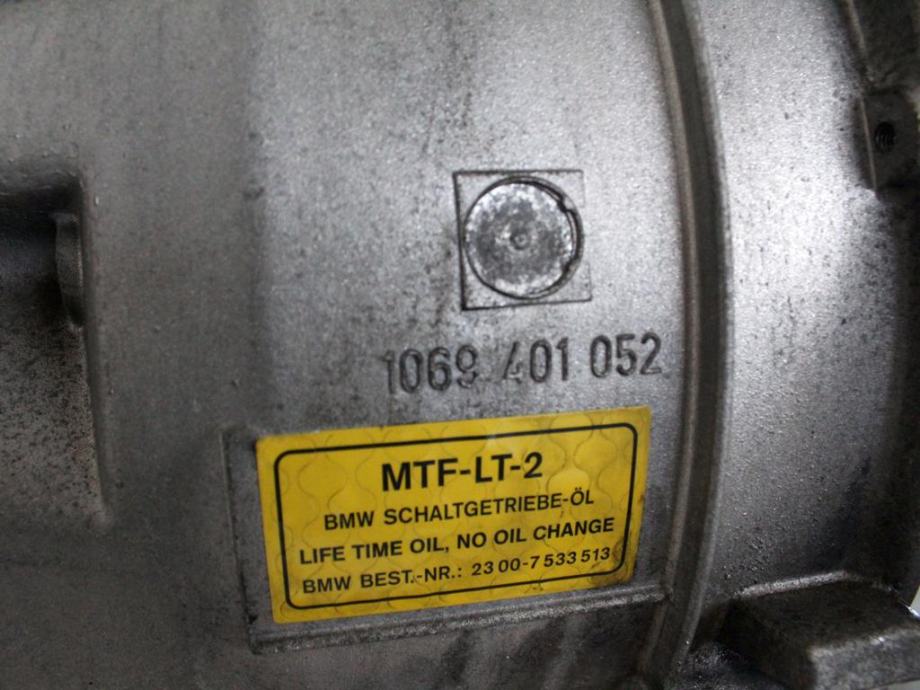 1069 401 052
MTF-LT-2
BMW SCHALTGETRIEBE-ÖL
LIFE TIME OIL, NO OIL CHANGE
BMW BEST.-NR.: 23 00-7 533 513